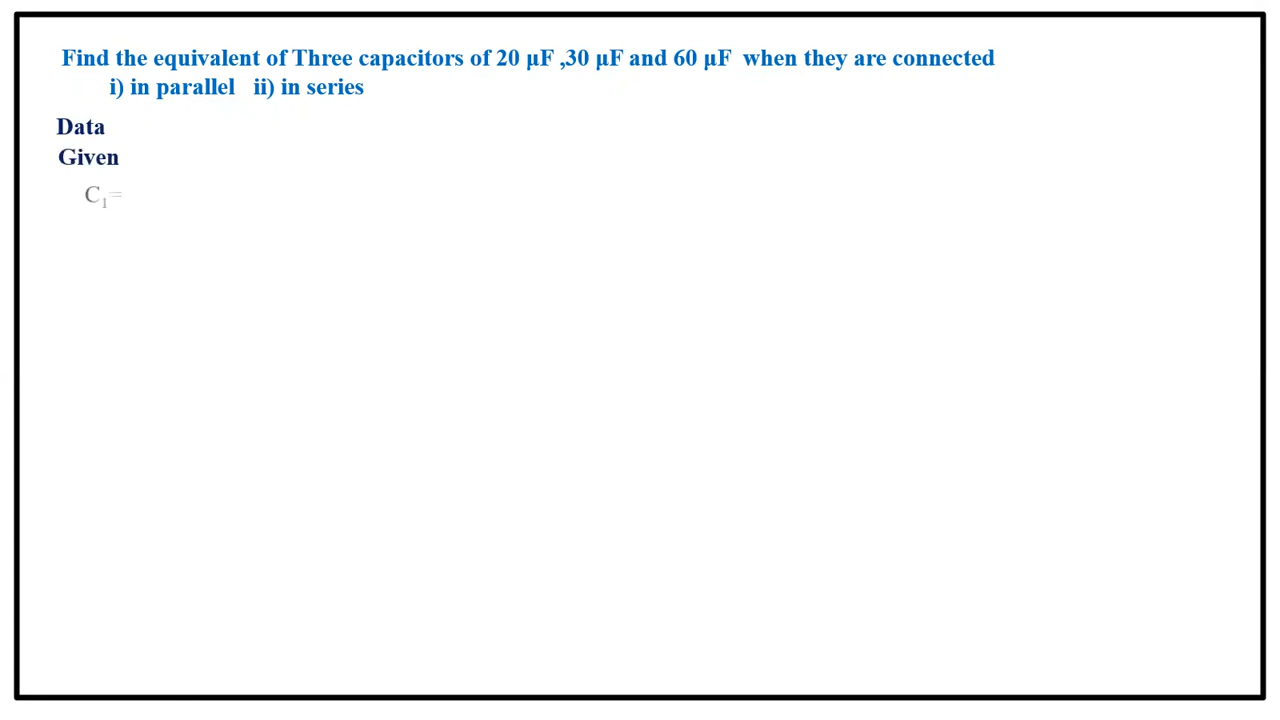 Find the equivalent of Three capacitors of 20 μF ,30 μF and 60 μF when they are connected
i) in parallel ii) in series
Data
Given
C₁=